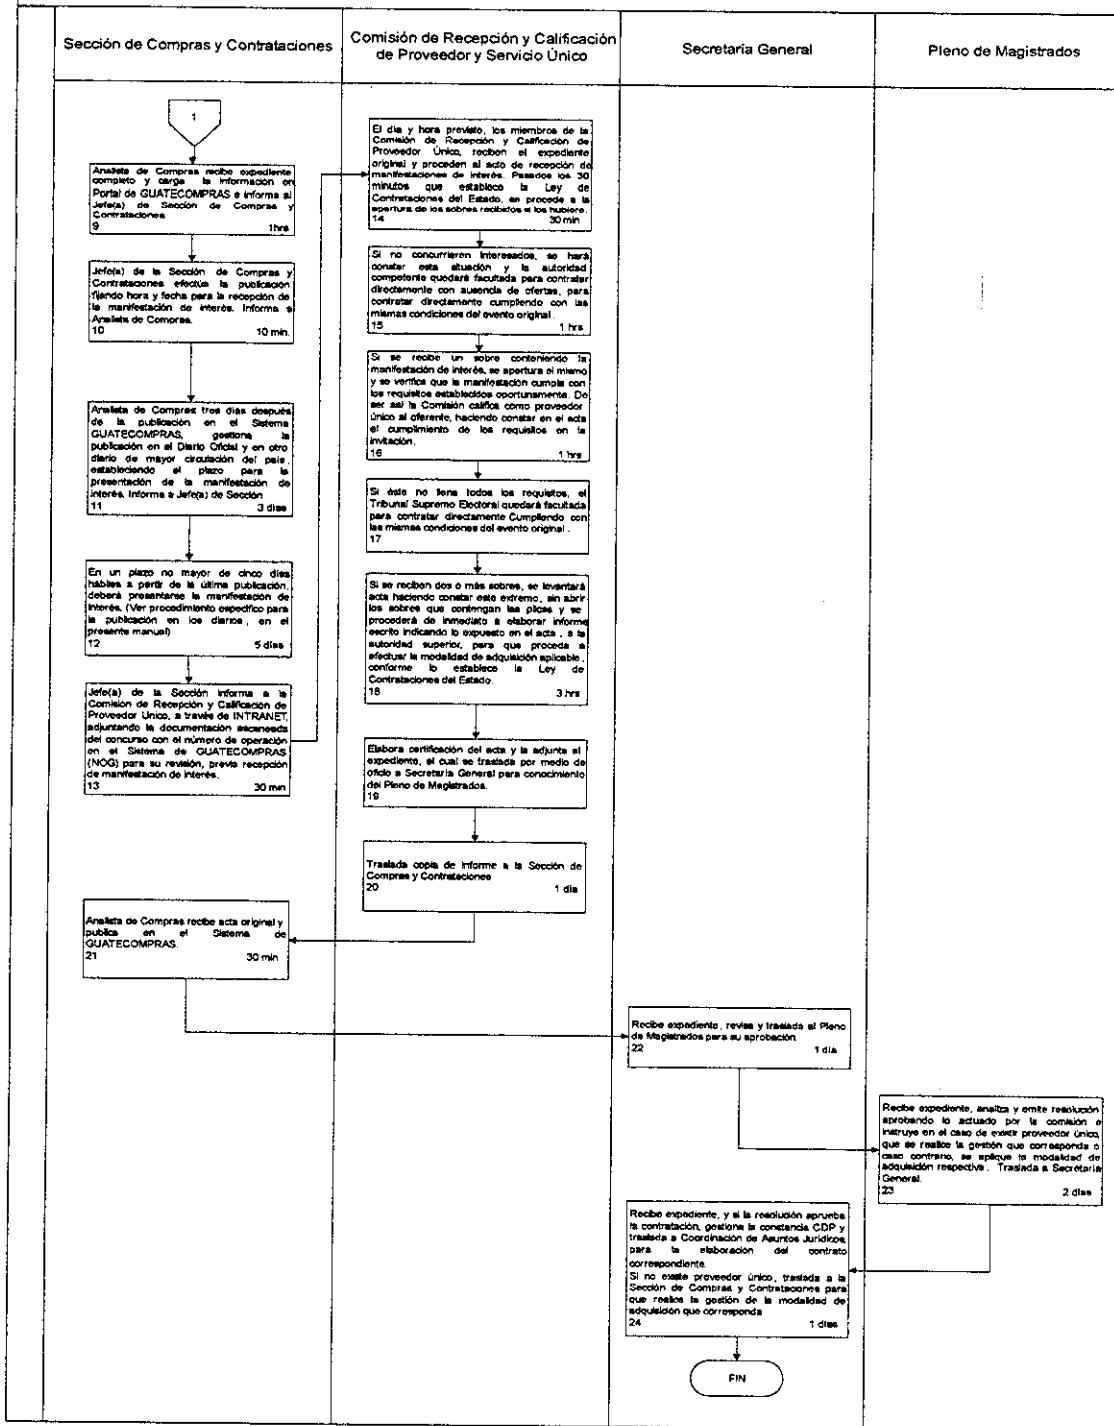 Sección de Compras y Contrataciones
Comisión de Recepción y Calificación
de Proveedor y Servicio Único
Secretaría General
Pleno de Magistrados
1
Analista de Compras recibe expediente
completo y carga la información en
Portal de GUATECOMPRAS e informa al
Jefe(a) de Sección de Compras y
Contrataciones
9 1hrs
Jefe(a) de la Sección de Compras y
Contrataciones efectúa la publicación
fijando hora y fecha para la recepción de
la manifestación de interés. Informa a
Analista de Compras.
10 10 min.
Analista de Compras tres días después
de la publicación en el Sistema
GUATECOMPRAS, gestiona la
publicación en el Diario Oficial y en otro
diario de mayor circulación del país,
estableciendo el plazo para la
presentación de la manifestación de
interés. Informa a Jefe(a) de Sección
11 3 días
En un plazo no mayor de cinco días
hábiles a partir de la última publicación,
deberá presentarse la manifestación de
interés. (Ver procedimiento específico para
la publicación en los diarios, en el
presente manual)
12 5 días
Jefe(a) de la Sección informa a la
Comisión de Recepción y Calificación de
Proveedor Único, a través de INTRANET,
adjuntando la documentación escaneada
del concurso con el número de operación
en el Sistema de GUATECOMPRAS
(NOG) para su revisión, previa recepción
de manifestación de interés.
13 30 min
El día y hora previsto, los miembros de la
Comisión de Recepción y Calificación de
Proveedor Único, reciben el expediente
original y proceden al acto de recepción de
manifestaciones de interés. Pasados los 30
minutos que establece la Ley de
Contrataciones del Estado, se procede a la
apertura de los sobres recibidos si los hubiere.
14 30 min
Si no concurrieren interesados, se hará
constar esta situación y la autoridad
competente quedará facultada para contratar
directamente con ausencia de ofertas, para
contratar directamente cumpliendo con las
mismas condiciones del evento original.
15 1 hrs
Si se recibe un sobre conteniendo la
manifestación de interés, se apertura el mismo
y se verifica que la manifestación cumpla con
los requisitos establecidos oportunamente. De
ser así la Comisión califica como proveedor
único al oferente, haciendo constar en el acta
el cumplimiento de los requisitos en la
invitación.
16 1 hrs
Si éste no llena todos los requisitos, el
Tribunal Supremo Electoral quedará facultada
para contratar directamente Cumpliendo con
las mismas condiciones del evento original.
17
Si se reciben dos o más sobres, se levantará
acta haciendo constar este extremo, sin abrir
los sobres que contengan las plicas y se
procederá de inmediato a elaborar informe
escrito indicando lo expuesto en el acta, a la
autoridad superior, para que proceda a
efectuar la modalidad de adquisición aplicable,
conforme lo establece la Ley de
Contrataciones del Estado.
18 3 hrs
Elabora certificación del acta y la adjunta al
expediente, el cual se traslada por medio de
oficio a Secretaría General para conocimiento
del Pleno de Magistrados.
19
Traslada copia de informe a la Sección de
Compras y Contrataciones
20 1 día
Analista de Compras recibe acta original y
publica en el Sistema de
GUATECOMPRAS.
21 30 min
Recibe expediente, revisa y traslada al Pleno
de Magistrados para su aprobación.
22 1 día
Recibe expediente, analiza y emite resolución
aprobando lo actuado por la comisión e
instruye en el caso de existir proveedor único,
que se realice la gestión que corresponda o
caso contrario, se aplique la modalidad de
adquisición respectiva. Traslada a Secretaría
General.
23 2 días
Recibe expediente, y si la resolución aprueba
la contratación, gestiona la constancia CDP y
traslada a Coordinación de Asuntos Jurídicos
para la elaboración del contrato
correspondiente.
Si no existe proveedor único, traslada a la
Sección de Compras y Contrataciones para
que realice la gestión de la modalidad de
adquisición que corresponda
24 1 días
FIN